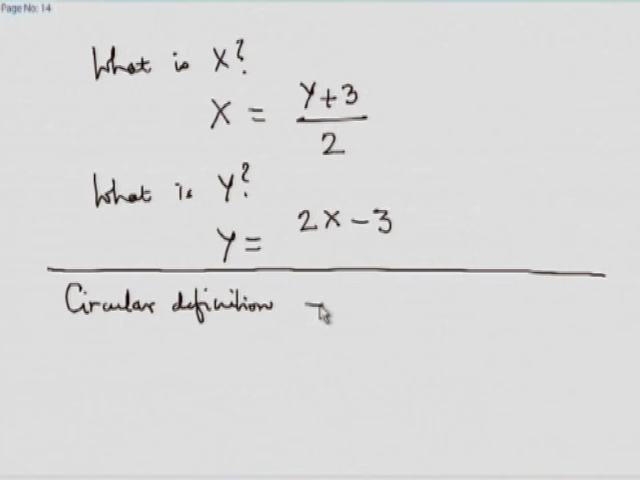 Page No: 14
What is X?
X = Y+3
2
What is Y?
Y = 2X - 3
Circular definition